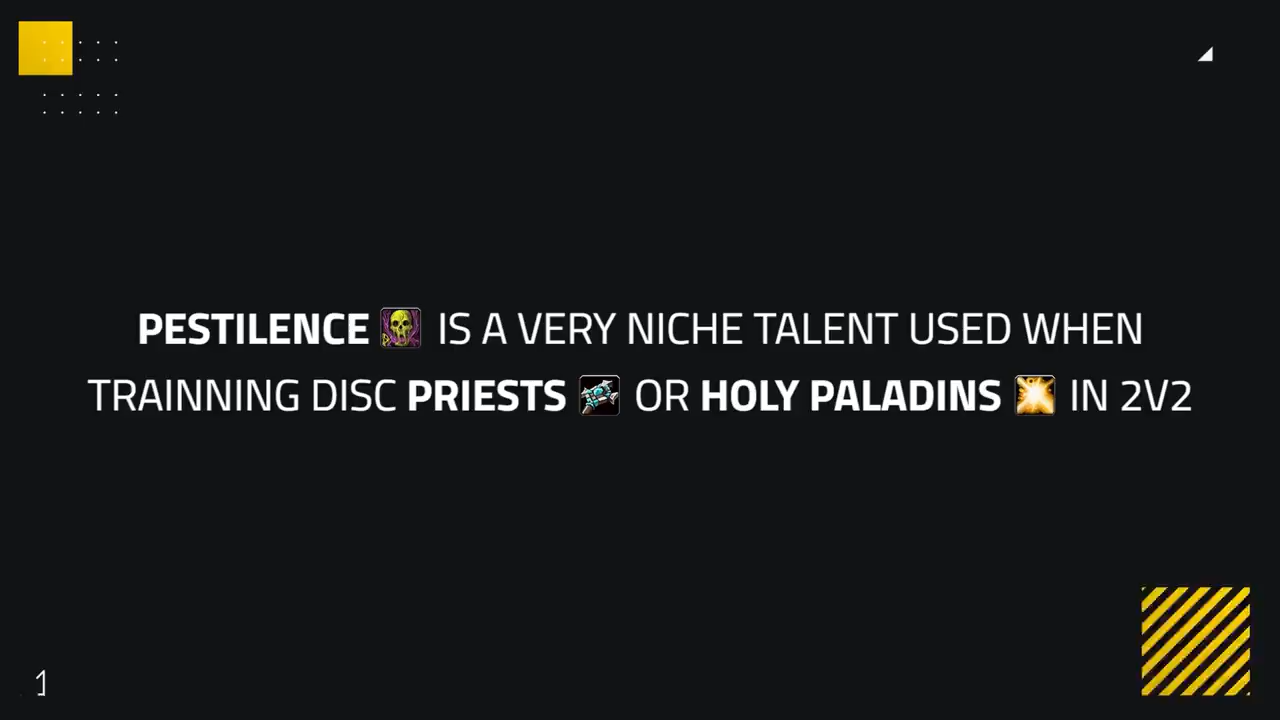 PESTILENCE IS A VERY NICHE TALENT USED WHEN
TRAINNING DISC PRIESTS OR HOLY PALADINS IN 2V2
1